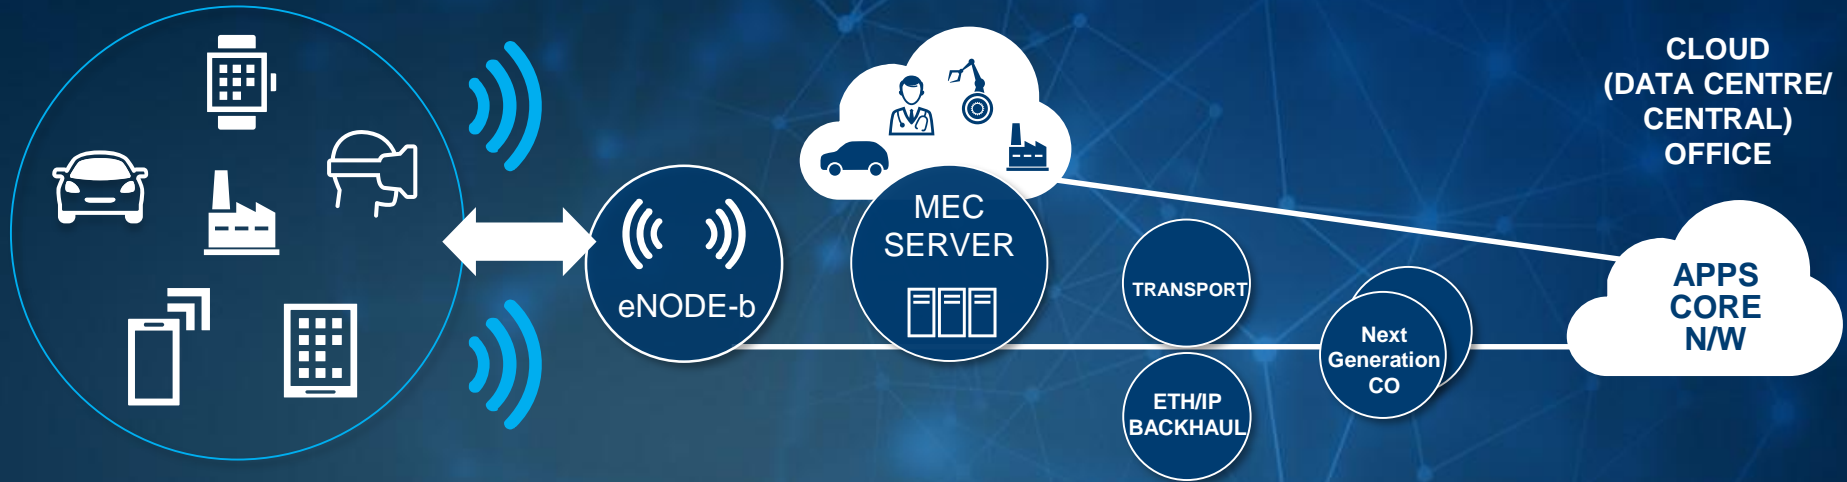 eNODE-b
MEC
SERVER
TRANSPORT
ETH/IP
BACKHAUL
Next
Generation
CO
CLOUD
(DATA CENTRE/
CENTRAL)
OFFICE
APPS
CORE
N/W